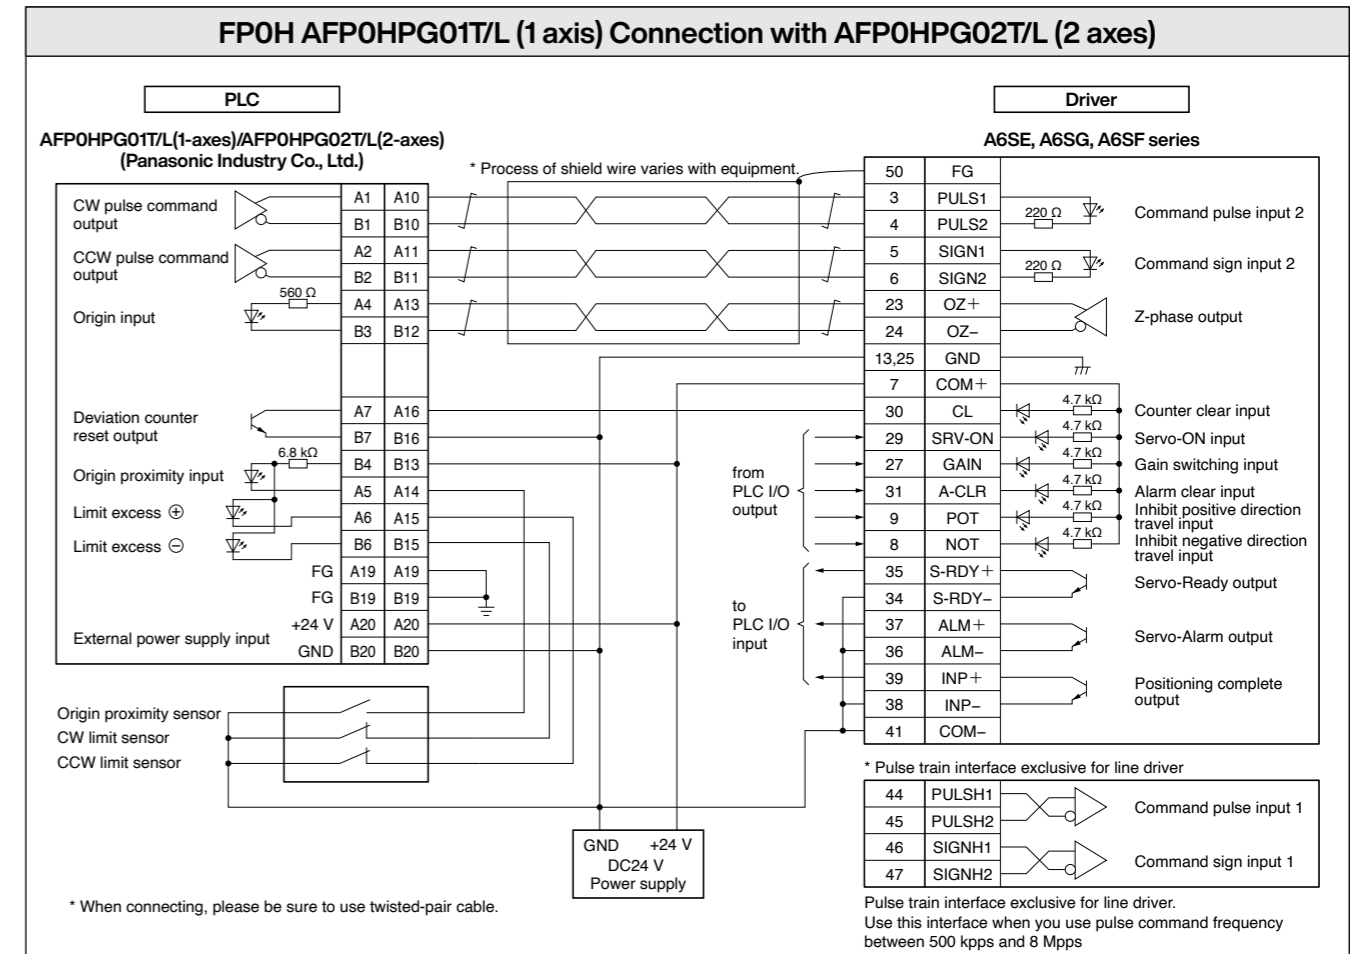 FP0H AFP0HPG01T/L (1 axis) Connection with AFP0HPG02T/L (2 axes)
PLC
Driver
AFP0HPG01T/L(1-axes)/AFP0HPG02T/L(2-axes)
(Panasonic Industry Co., Ltd.)
A6SE, A6SG, A6SF series
* Process of shield wire varies with equipment.
CW pulse command
output
A1 A10
B1 B10
CCW pulse command
output
A2 A11
B2 B11
560 Ω
Origin input
A4 A13
B3 B12
Deviation counter
reset output
A7 A16
B7 B16
6.8 kΩ
Origin proximity input
B4 B13
A5 A14
Limit excess ⊕
A6 A15
Limit excess ⊖
B6 B15
FG A19 A19
FG B19 B19
External power supply input
+24 V A20 A20
GND B20 B20
Origin proximity sensor
CW limit sensor
CCW limit sensor
GND +24 V
DC24 V
Power supply
* When connecting, please be sure to use twisted-pair cable.
from
PLC I/O
output
to
PLC I/O
input
50 FG
3 PULS1
4 PULS2
220 Ω
Command pulse input 2
5 SIGN1
6 SIGN2
220 Ω
Command sign input 2
23 OZ+
24 OZ−
Z-phase output
13,25 GND
7 COM+
30 CL 4.7 kΩ Counter clear input
29 SRV-ON 4.7 kΩ Servo-ON input
27 GAIN 4.7 kΩ Gain switching input
31 A-CLR 4.7 kΩ Alarm clear input
9 POT 4.7 kΩ Inhibit positive direction
travel input
8 NOT 4.7 kΩ Inhibit negative direction
travel input
35 S-RDY+
34 S-RDY−
Servo-Ready output
37 ALM+
36 ALM−
Servo-Alarm output
39 INP+
38 INP−
Positioning complete
output
41 COM−
* Pulse train interface exclusive for line driver
44 PULSH1
45 PULSH2
Command pulse input 1
46 SIGNH1
47 SIGNH2
Command sign input 1
Pulse train interface exclusive for line driver.
Use this interface when you use pulse command frequency
between 500 kpps and 8 Mpps